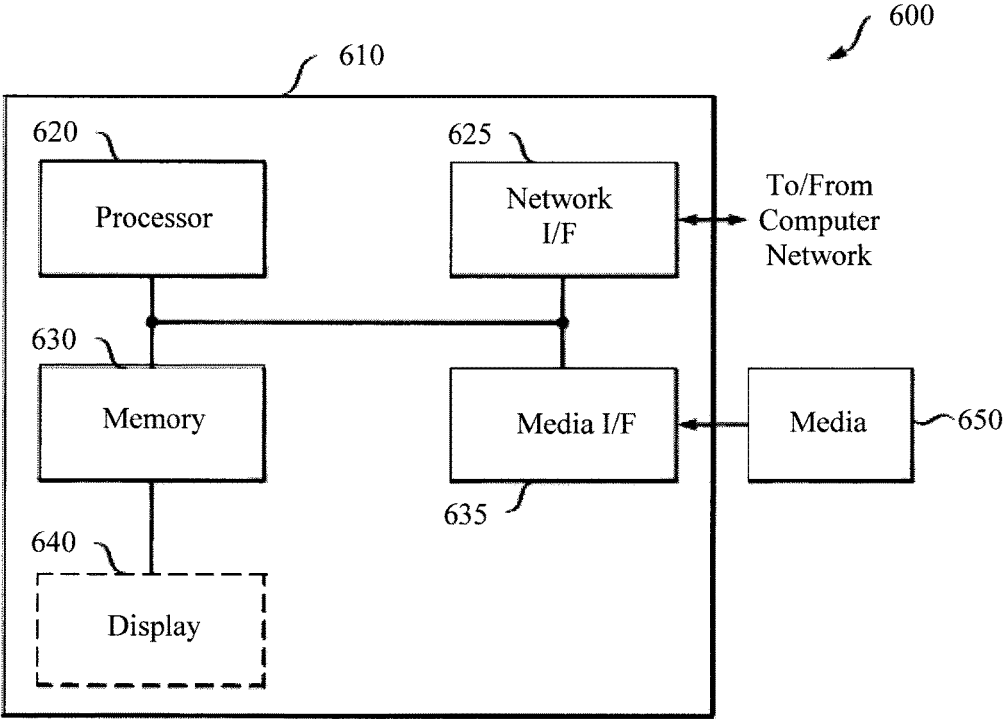 600
610
620
Processor
625
Network
I/F
To/From
Computer
Network
630
Memory
Media I/F
635
Media
650
640
Display